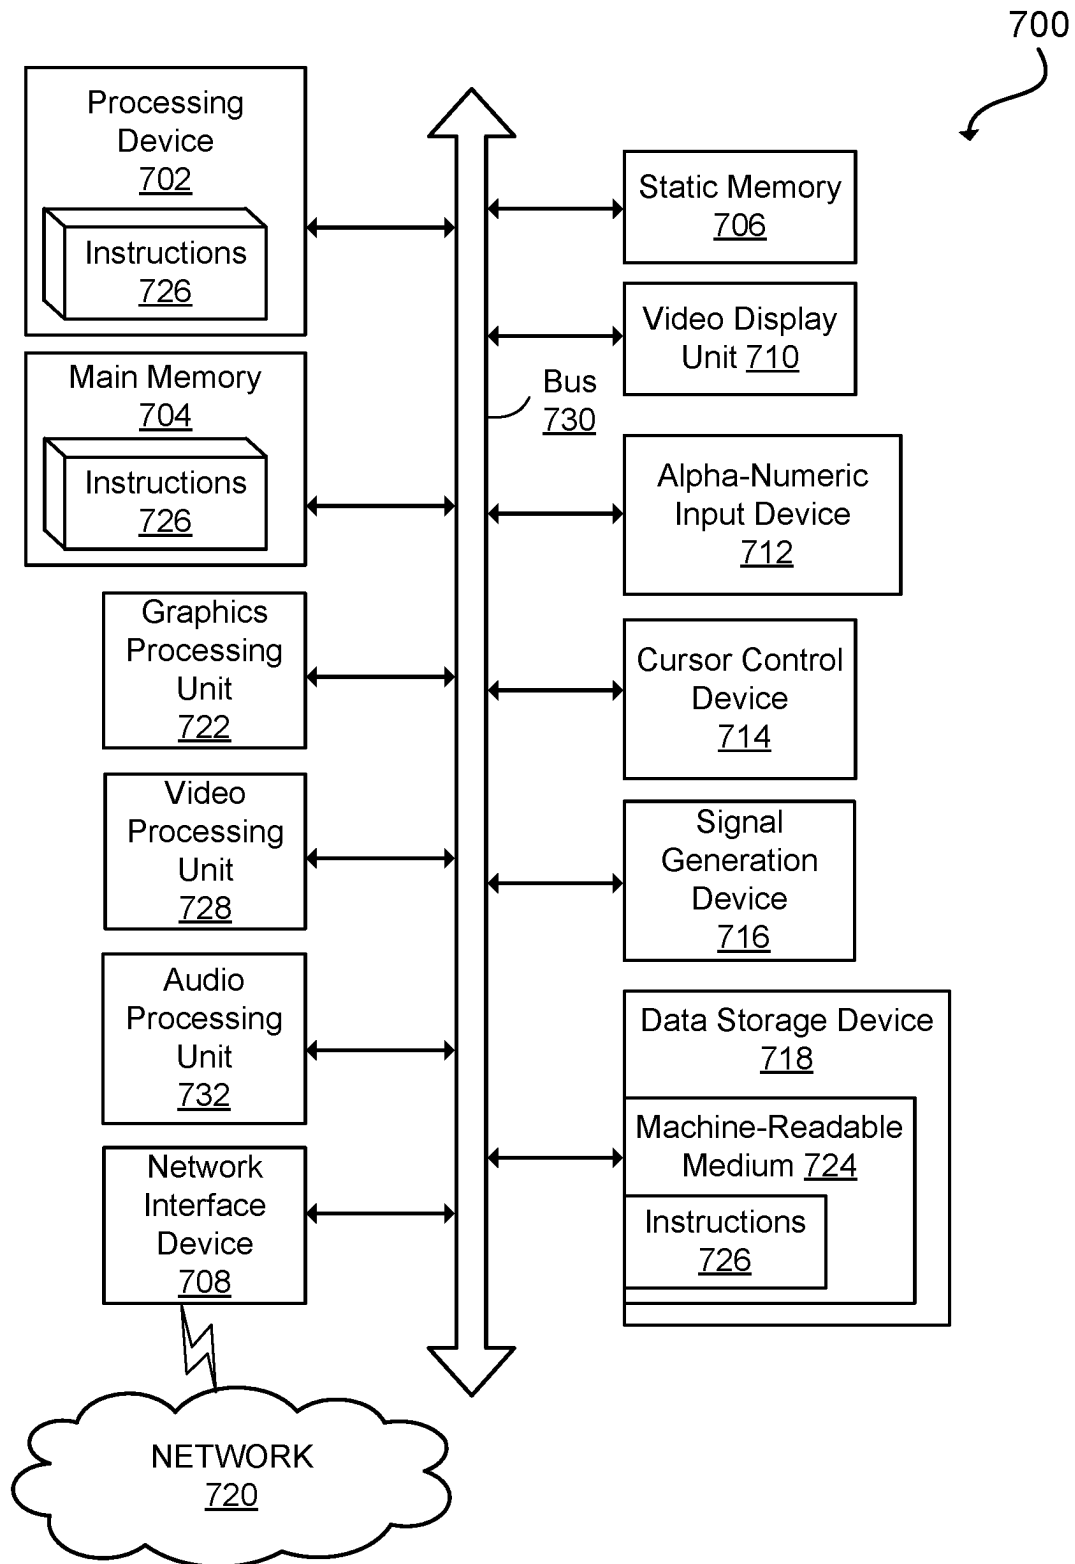 700
Processing
Device
702
Instructions
726
Main Memory
704
Instructions
726
Graphics
Processing
Unit
722
Video
Processing
Unit
728
Audio
Processing
Unit
732
Network
Interface
Device
708
NETWORK
720
Bus
730
Static Memory
706
Video Display
Unit 710
Alpha-Numeric
Input Device
712
Cursor Control
Device
714
Signal
Generation
Device
716
Data Storage Device
718
Machine-Readable
Medium 724
Instructions
726